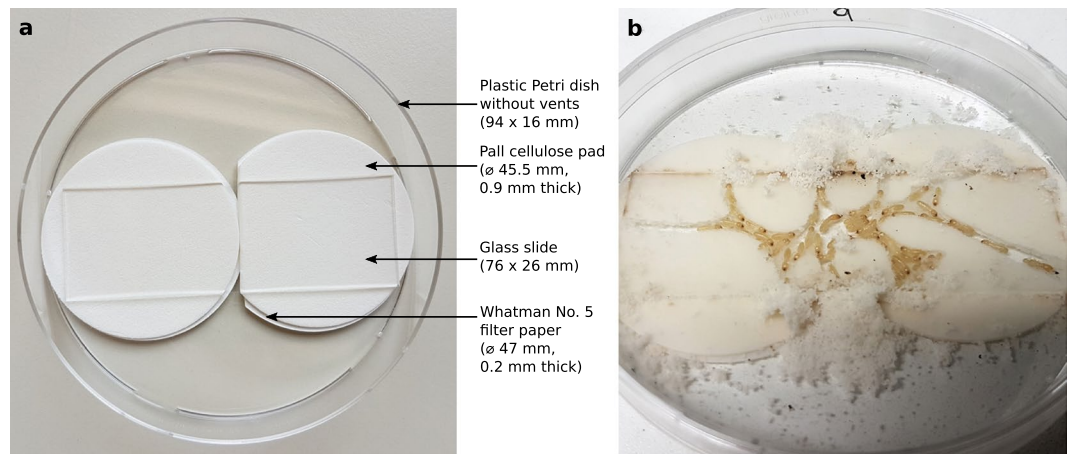 a
Plastic Petri dish
without vents
(94 x 16 mm)
Pall cellulose pad
(⌀ 45.5 mm,
0.9 mm thick)
Glass slide
(76 x 26 mm)
Whatman No. 5
filter paper
(⌀ 47 mm,
0.2 mm thick)
b